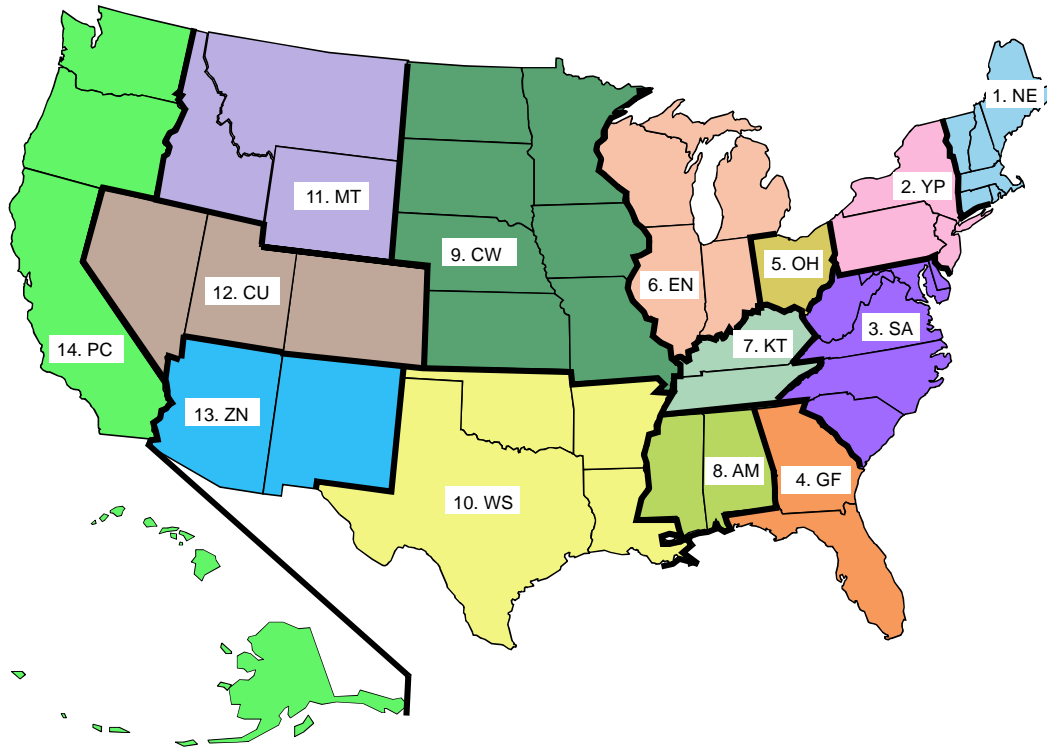 1. NE
2. YP
11. MT
9. CW
5. OH
12. CU
6. EN
3. SA
7. KT
14. PC
13. ZN
8. AM
4. GF
10. WS